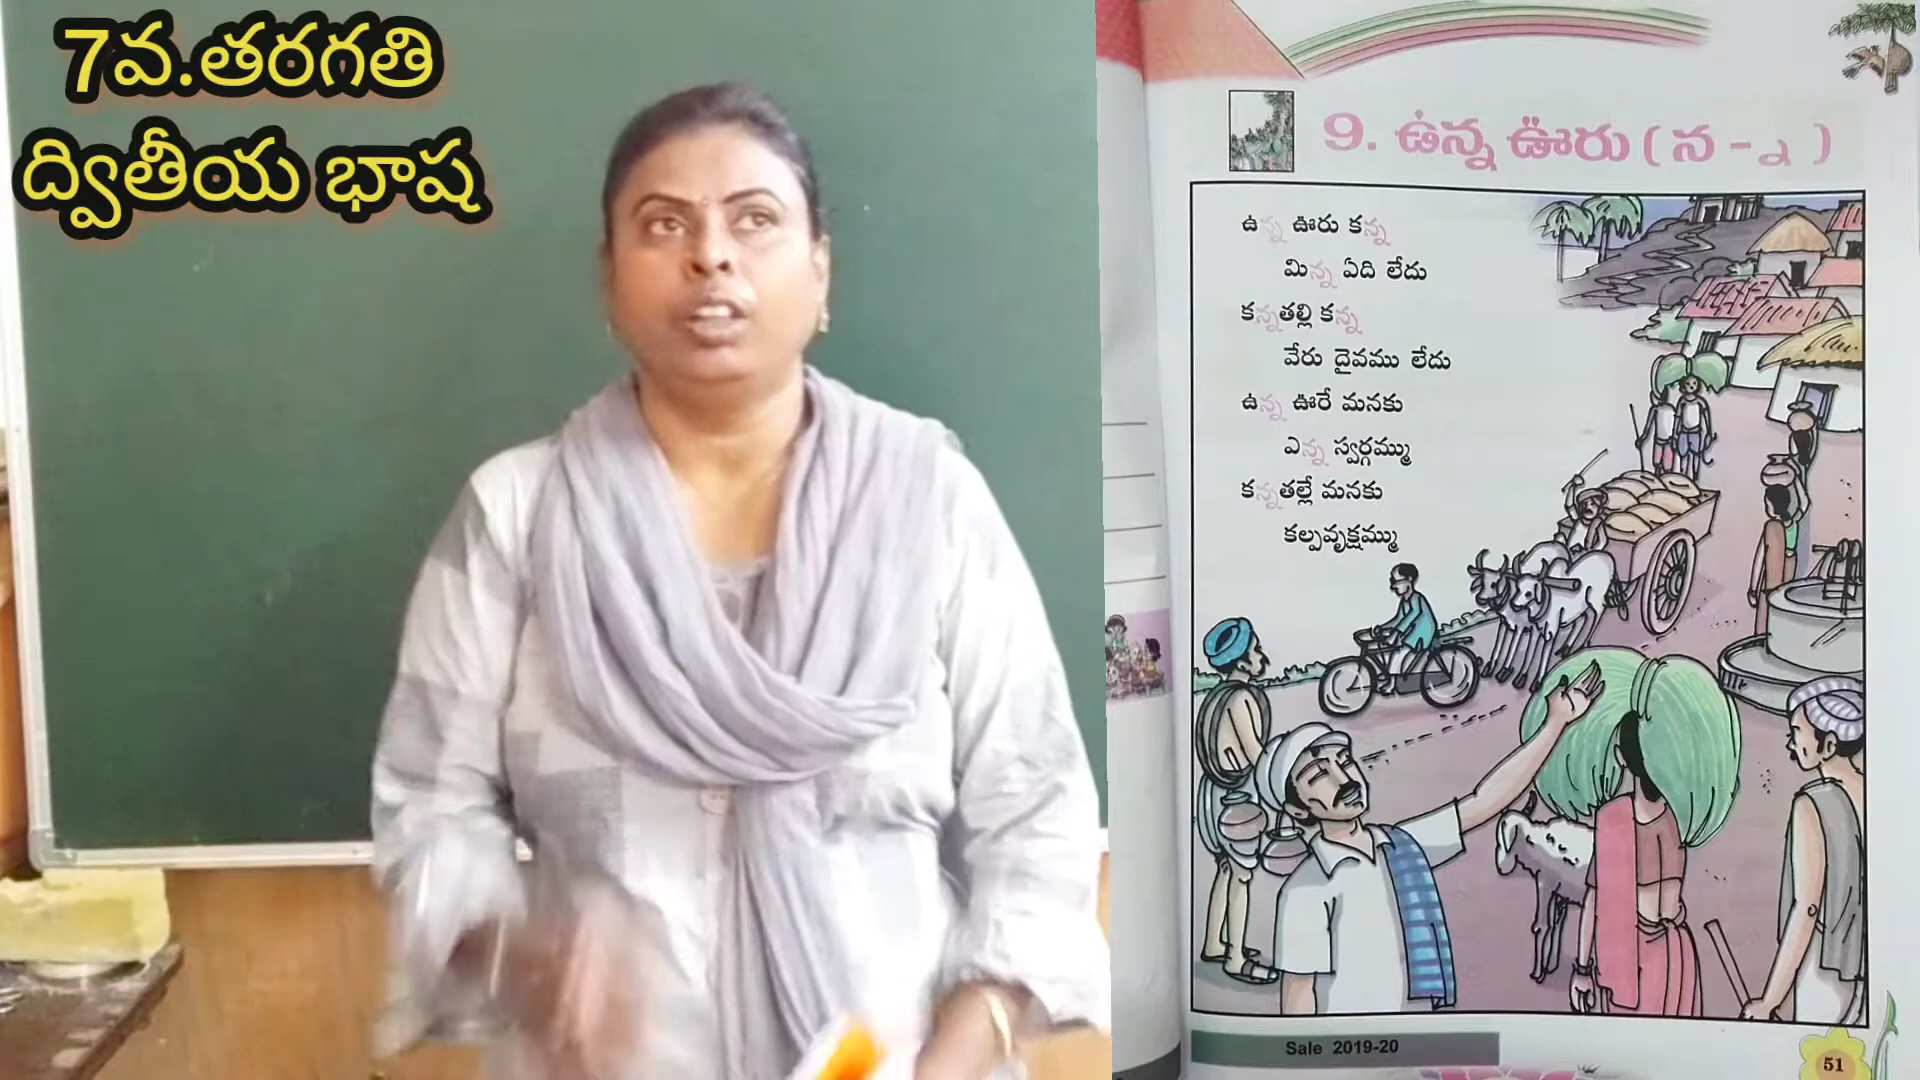 7వ.తరగతి
ద్వితీయ భాష
9. ఉన్న ఊరు ( న - ్న )
ఉన్న ఊరు కన్న
మిన్న ఏది లేదు
కన్నతల్లి కన్న
వేరు దైవము లేదు
ఉన్న ఊరే మనకు
ఎన్న స్వర్గమ్ము
కన్నతల్లే మనకు
కల్పవృక్షమ్ము
Sale 2019-20
51